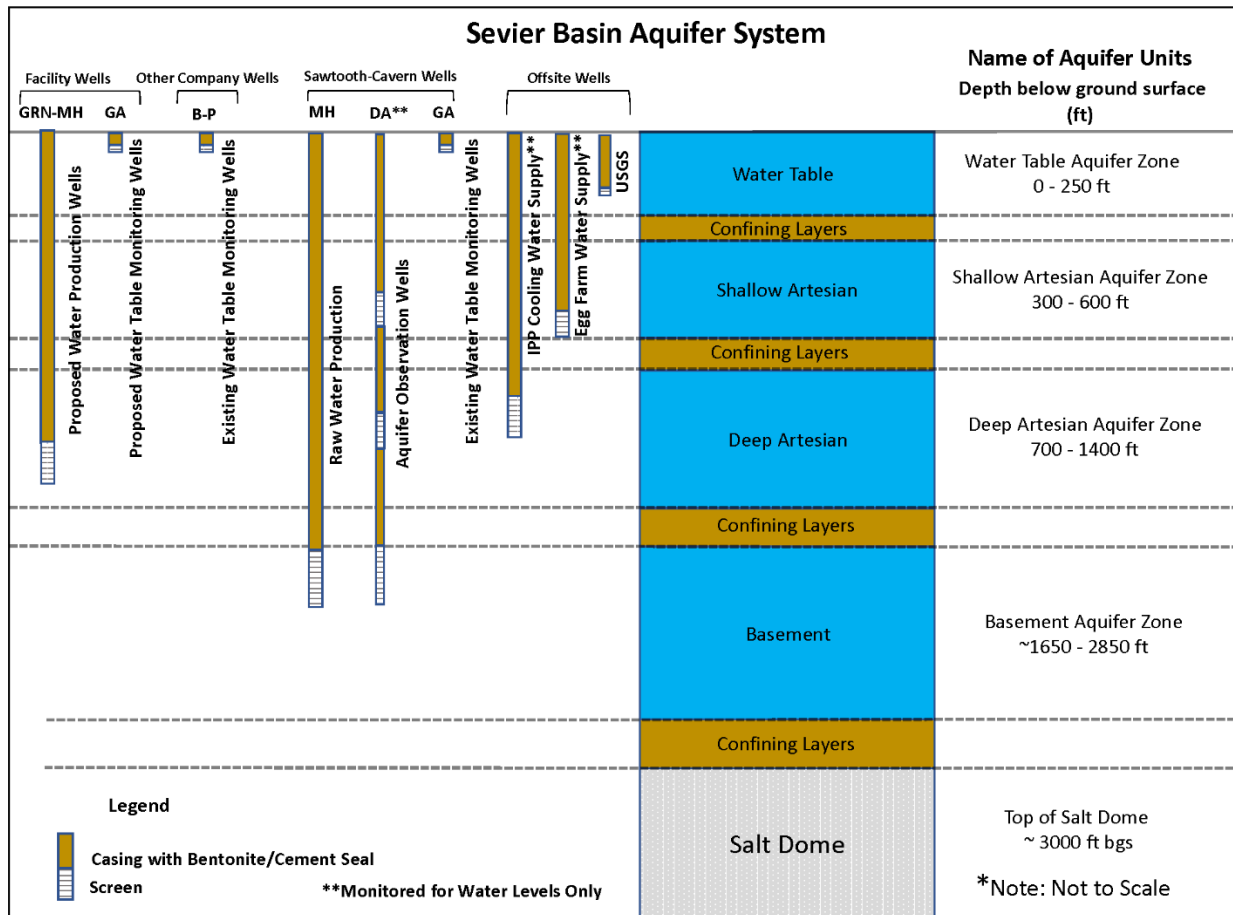 Sevier Basin Aquifer System
Name of Aquifer Units
Depth below ground surface
(ft)
Facility Wells
Other Company Wells
Sawtooth-Cavern Wells
Offsite Wells
GRN-MH
GA
B-P
MH
DA**
GA
Proposed Water Production Wells
Proposed Water Table Monitoring Wells
Existing Water Table Monitoring Wells
Raw Water Production
Aquifer Observation Wells
Existing Water Table Monitoring Wells
IPP Cooling Water Supply**
Egg Farm Water Supply**
USGS
Water Table
Water Table Aquifer Zone
0 - 250 ft
Confining Layers
Shallow Artesian
Shallow Artesian Aquifer Zone
300 - 600 ft
Confining Layers
Deep Artesian
Deep Artesian Aquifer Zone
700 - 1400 ft
Confining Layers
Basement
Basement Aquifer Zone
~1650 - 2850 ft
Confining Layers
Salt Dome
Top of Salt Dome
~ 3000 ft bgs
*Note: Not to Scale
Legend
Casing with Bentonite/Cement Seal
Screen
**Monitored for Water Levels Only